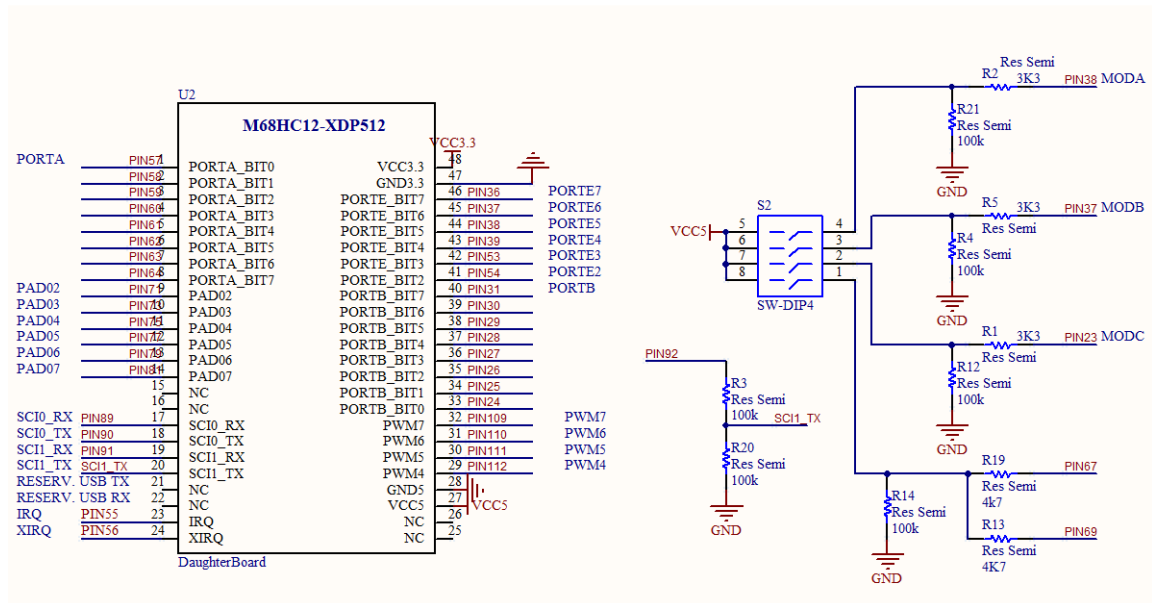 U2
M68HC12-XDP512
PORTA PIN57 1 PORTA_BIT0 VCC3.3 48 VCC3.3
PIN58 2 PORTA_BIT1 GND3.3 47
PIN59 3 PORTA_BIT2 PORTE_BIT7 46 PIN36 PORTE7
PIN60 4 PORTA_BIT3 PORTE_BIT6 45 PIN37 PORTE6
PIN61 5 PORTA_BIT4 PORTE_BIT5 44 PIN38 PORTE5
PIN62 6 PORTA_BIT5 PORTE_BIT4 43 PIN39 PORTE4
PIN63 7 PORTA_BIT6 PORTE_BIT3 42 PIN53 PORTE3
PIN64 8 PORTA_BIT7 PORTE_BIT2 41 PIN54 PORTE2
PAD02 PIN71 9 PAD02 PORTB_BIT7 40 PIN31 PORTB
PAD03 PIN73 10 PAD03 PORTB_BIT6 39 PIN30
PAD04 PIN75 11 PAD04 PORTB_BIT5 38 PIN29
PAD05 PIN77 12 PAD05 PORTB_BIT4 37 PIN28
PAD06 PIN79 13 PAD06 PORTB_BIT3 36 PIN27
PAD07 PIN81 14 PAD07 PORTB_BIT2 35 PIN26
15 NC PORTB_BIT1 34 PIN25
16 NC PORTB_BIT0 33 PIN24
SCI0_RX PIN89 17 SCI0_RX PWM7 32 PIN109 PWM7
SCI0_TX PIN90 18 SCI0_TX PWM6 31 PIN110 PWM6
SCI1_RX PIN91 19 SCI1_RX PWM5 30 PIN111 PWM5
SCI1_TX SCI1_TX 20 SCI1_TX PWM4 29 PIN112 PWM4
RESERV. USB TX 21 NC GND5 28
RESERV. USB RX 22 NC VCC5 27 VCC5
IRQ PIN55 23 IRQ NC 26
XIRQ PIN56 24 XIRQ NC 25
DaughterBoard
Res Semi
R2 3K3 PIN38 MODA
R21
Res Semi
100k
GND
S2
VCC5 5 4
6 3
7 2
8 1
SW-DIP4
R5 3K3 PIN37 MODB
Res Semi
R4
Res Semi
100k
GND
R1 3K3 PIN23 MODC
Res Semi
R12
Res Semi
100k
GND
PIN92
R3
Res Semi
100k
SCI1_TX
R20
Res Semi
100k
GND
R19 PIN67
Res Semi
4k7
R14
Res Semi
100k
GND
R13 PIN69
Res Semi
4K7